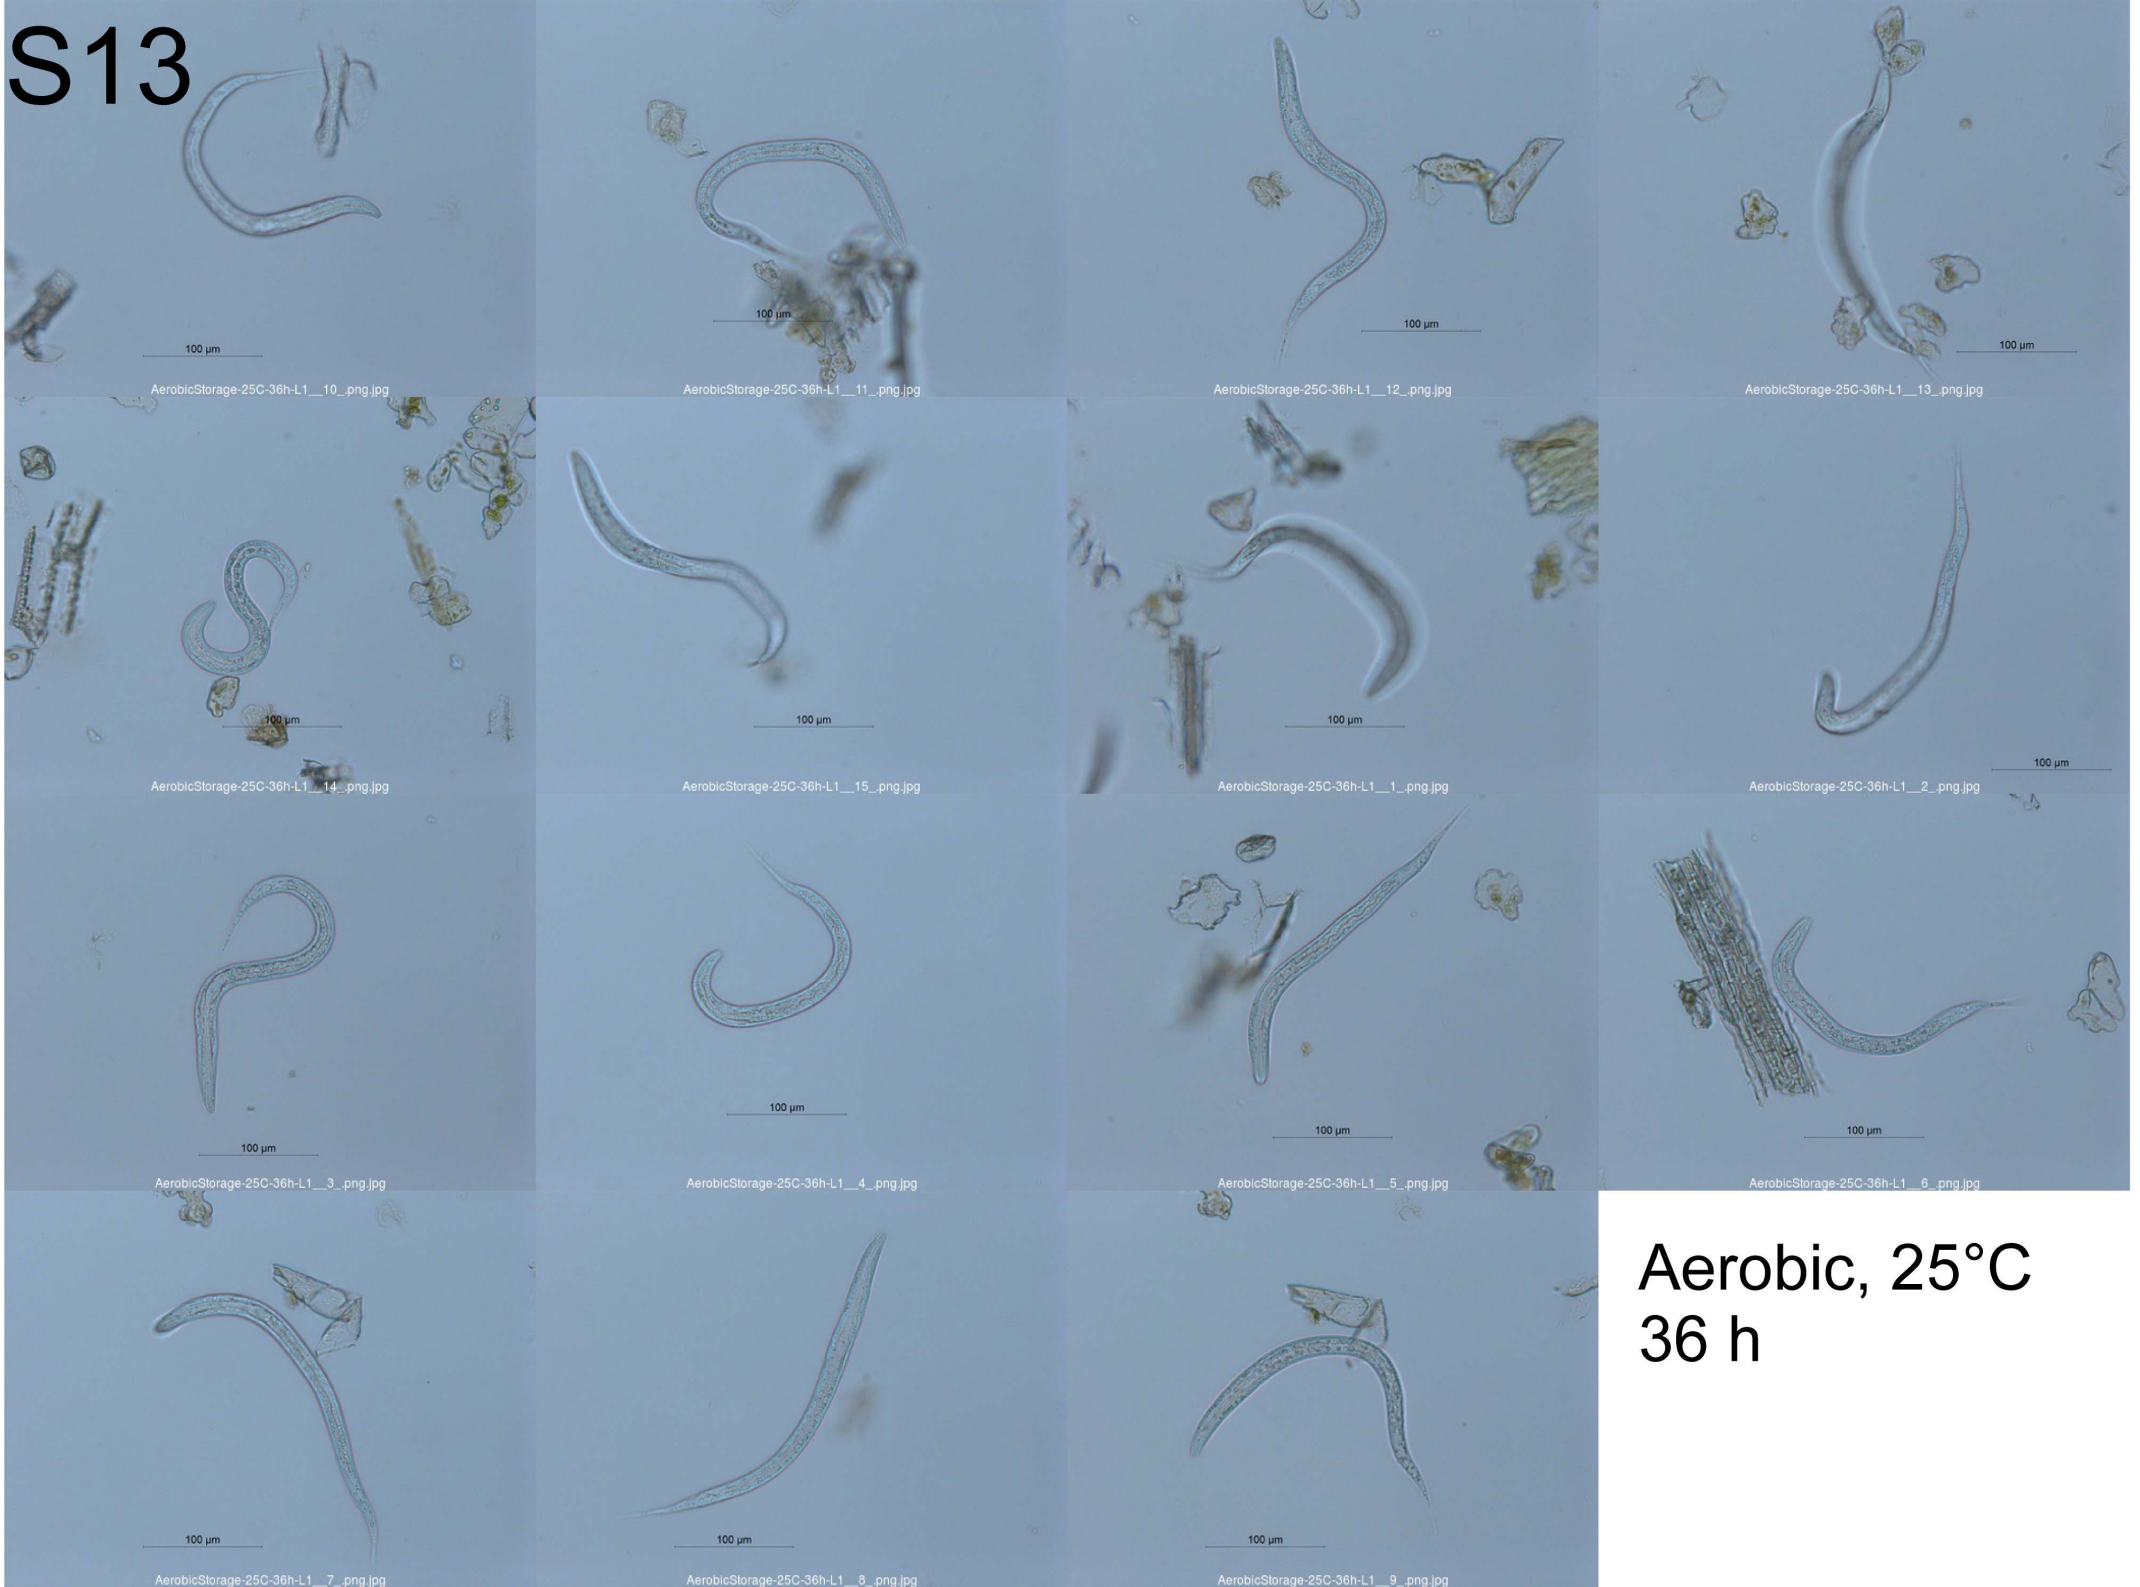 S13
100 µm
AerobicStorage-25C-36h-L1__10_.png.jpg
100 µm
AerobicStorage-25C-36h-L1__11_.png.jpg
100 µm
AerobicStorage-25C-36h-L1__12_.png.jpg
100 µm
AerobicStorage-25C-36h-L1__13_.png.jpg
100 µm
AerobicStorage-25C-36h-L1__14_.png.jpg
100 µm
AerobicStorage-25C-36h-L1__15_.png.jpg
100 µm
AerobicStorage-25C-36h-L1__1_.png.jpg
100 µm
AerobicStorage-25C-36h-L1__2_.png.jpg
100 µm
AerobicStorage-25C-36h-L1__3_.png.jpg
100 µm
AerobicStorage-25C-36h-L1__4_.png.jpg
100 µm
AerobicStorage-25C-36h-L1__5_.png.jpg
100 µm
AerobicStorage-25C-36h-L1__6_.png.jpg
100 µm
AerobicStorage-25C-36h-L1__7_.png.jpg
100 µm
AerobicStorage-25C-36h-L1__8_.png.jpg
100 µm
AerobicStorage-25C-36h-L1__9_.png.jpg
Aerobic, 25°C
36 h